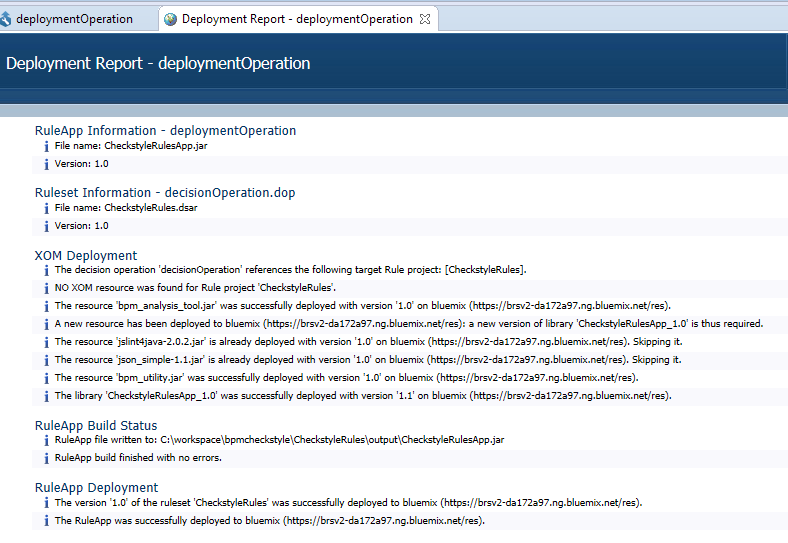 deploymentOperation
Deployment Report - deploymentOperation
Deployment Report - deploymentOperation
RuleApp Information - deploymentOperation
File name: CheckstyleRulesApp.jar
Version: 1.0
Ruleset Information - decisionOperation.dop
File name: CheckstyleRules.dsar
Version: 1.0
XOM Deployment
The decision operation 'decisionOperation' references the following target Rule project: [CheckstyleRules].
NO XOM resource was found for Rule project 'CheckstyleRules'.
The resource 'bpm_analysis_tool.jar' was successfully deployed with version '1.0' on bluemix (https://brsv2-da172a97.ng.bluemix.net/res).
A new resource has been deployed to bluemix (https://brsv2-da172a97.ng.bluemix.net/res): a new version of library 'CheckstyleRulesApp_1.0' is thus required.
The resource 'jslint4java-2.0.2.jar' is already deployed with version '1.0' on bluemix (https://brsv2-da172a97.ng.bluemix.net/res). Skipping it.
The resource 'json_simple-1.1.jar' is already deployed with version '1.0' on bluemix (https://brsv2-da172a97.ng.bluemix.net/res). Skipping it.
The resource 'bpm_utility.jar' was successfully deployed with version '1.0' on bluemix (https://brsv2-da172a97.ng.bluemix.net/res).
The library 'CheckstyleRulesApp_1.0' was successfully deployed with version '1.1' on bluemix (https://brsv2-da172a97.ng.bluemix.net/res).
RuleApp Build Status
RuleApp file written to: C:\workspace\bpmcheckstyle\CheckstyleRules\output\CheckstyleRulesApp.jar
RuleApp build finished with no errors.
RuleApp Deployment
The version '1.0' of the ruleset 'CheckstyleRules' was successfully deployed to bluemix (https://brsv2-da172a97.ng.bluemix.net/res).
The RuleApp was successfully deployed to bluemix (https://brsv2-da172a97.ng.bluemix.net/res).